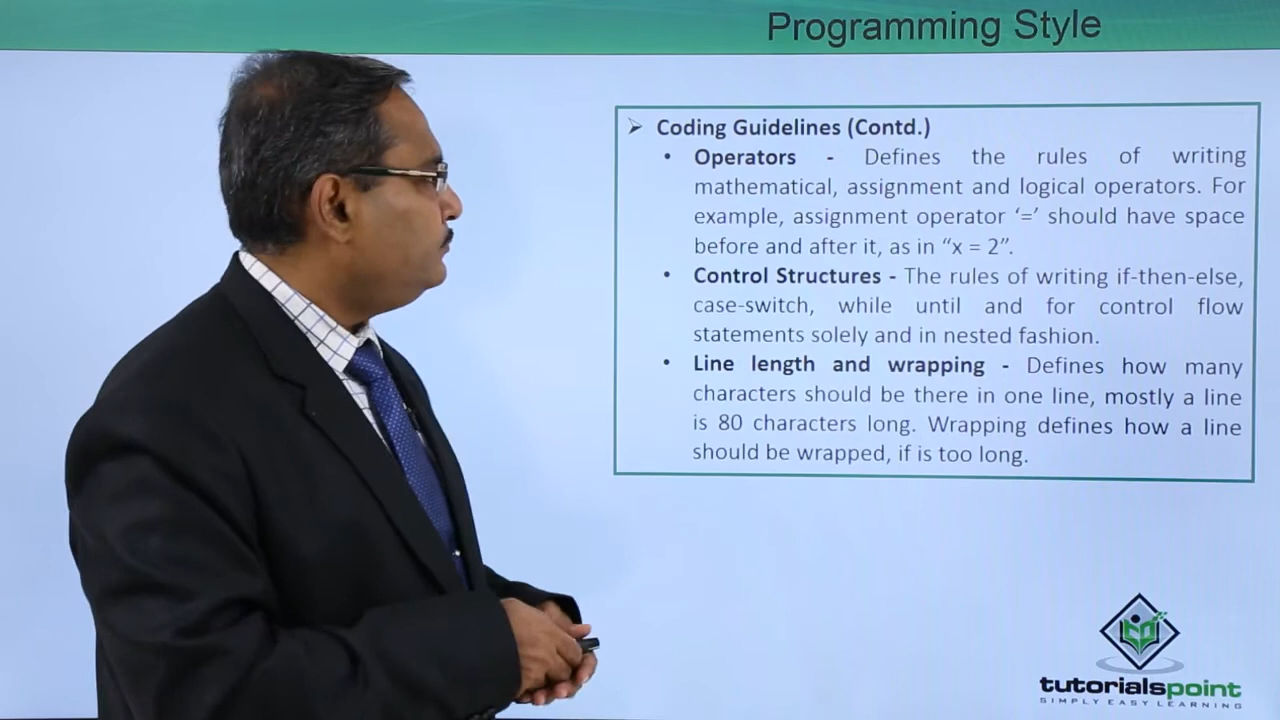 Programming Style
➢ Coding Guidelines (Contd.)
• Operators - Defines the rules of writing
mathematical, assignment and logical operators. For
example, assignment operator ‘=’ should have space
before and after it, as in “x = 2”.
• Control Structures - The rules of writing if-then-else,
case-switch, while until and for control flow
statements solely and in nested fashion.
• Line length and wrapping - Defines how many
characters should be there in one line, mostly a line
is 80 characters long. Wrapping defines how a line
should be wrapped, if is too long.
tutorialspoint
SIMPLY EASY LEARNING